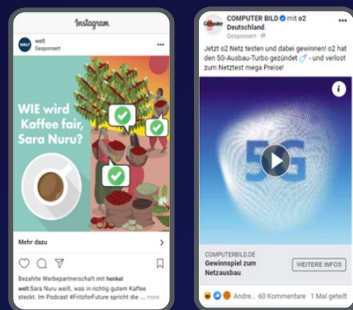 Instagram
welt
Gesponsert
WIE wird
Kaffee fair,
Sara Nuru?
Mehr dazu
Bezahlte Werbepartnerschaft mit henkel
welt Sara Nuru weiß, was in richtig gutem Kaffee
steckt. Im Podcast #FritzforFuture spricht die ... more
COMPUTER BILD mit o2
Deutschland
Gesponsert
Jetzt o2 Netz testen und dabei gewinnen! o2 hat
den 5G-Ausbau-Turbo gezündet - und verlost
zum Netztest mega Preise!
5G
COMPUTERBILD.DE
Gewinnspiel zum
Netzausbau
WEITERE INFOS
Andre... 60 Kommentare 1 Mal geteilt